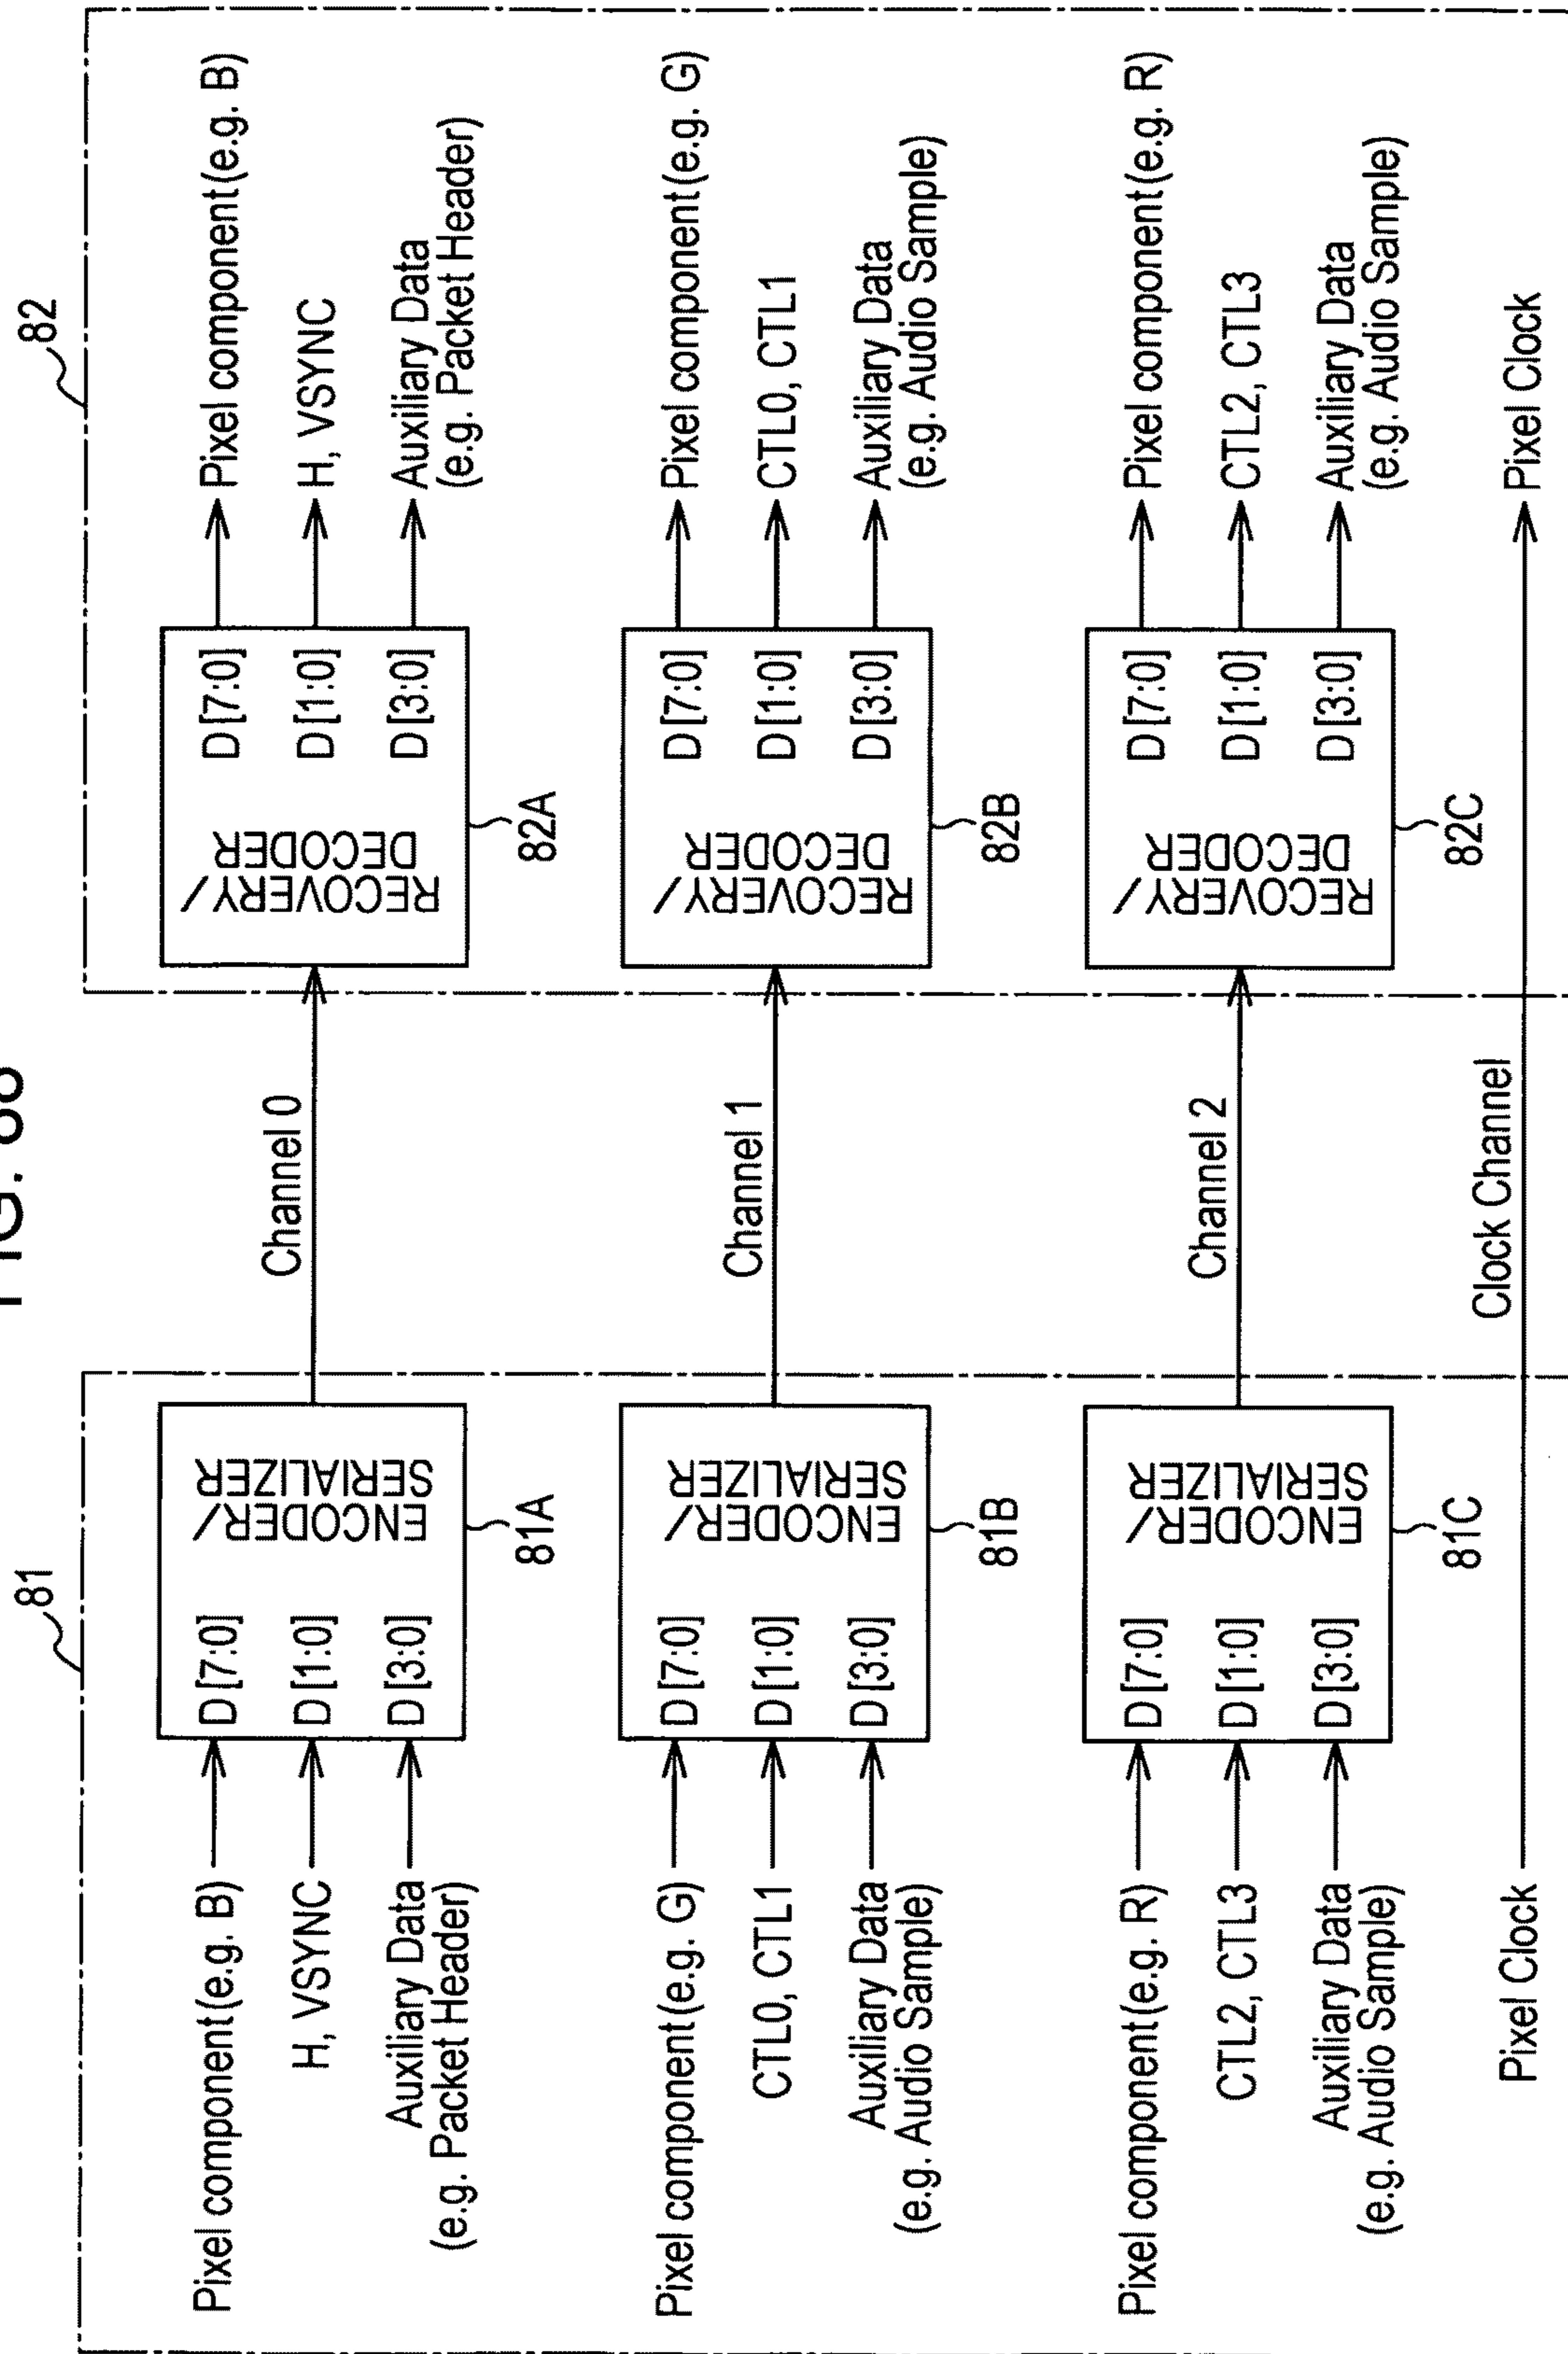 FIG.
81
82
Pixel component(e.g. B)
H, VSYNC
Auxiliary Data
(e.g. Packet Header)
D [7:0]
D [1:0]
D [3:0]
ENCODER/
SERIALIZER
81A
Channel 0
RECOVERY/
DECODER
D [7:0]
D [1:0]
D [3:0]
82A
Pixel component(e.g. B)
H, VSYNC
Auxiliary Data
(e.g. Packet Header)
Pixel component(e.g. G)
CTL0, CTL1
Auxiliary Data
(e.g. Audio Sample)
D [7:0]
D [1:0]
D [3:0]
ENCODER/
SERIALIZER
81B
Channel 1
RECOVERY/
DECODER
D [7:0]
D [1:0]
D [3:0]
82B
Pixel component(e.g. G)
CTL0, CTL1
Auxiliary Data
(e.g. Audio Sample)
Pixel component(e.g. R)
CTL2, CTL3
Auxiliary Data
(e.g. Audio Sample)
D [7:0]
D [1:0]
D [3:0]
ENCODER/
SERIALIZER
81C
Channel 2
RECOVERY/
DECODER
D [7:0]
D [1:0]
D [3:0]
82C
Pixel component(e.g. R)
CTL2, CTL3
Auxiliary Data
(e.g. Audio Sample)
Pixel Clock
Clock Channel
Pixel Clock